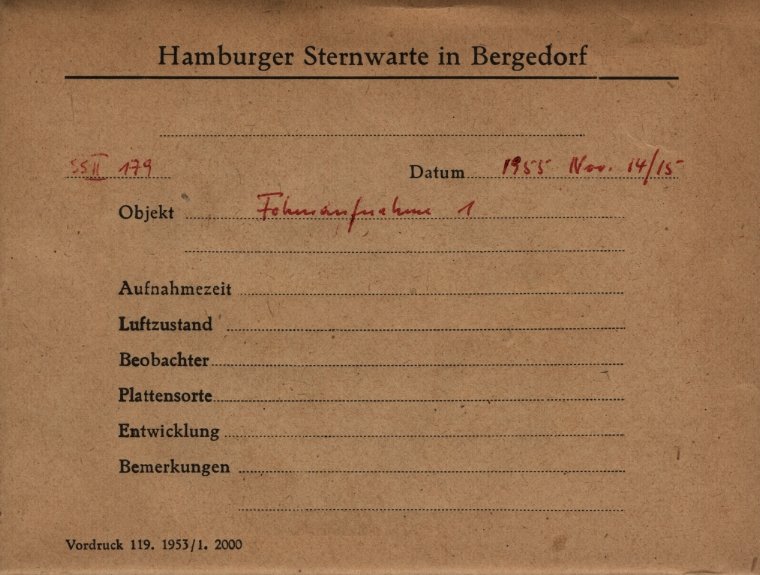 Hamburger Sternwarte in Bergedorf
SSII 179 Datum 1955 Nov. 14/15
Objekt 1
Aufnahmezeit
Luftzustand
Beobachter
Plattensorte
Entwicklung
Bemerkungen
Vordruck 119. 1953/1. 2000